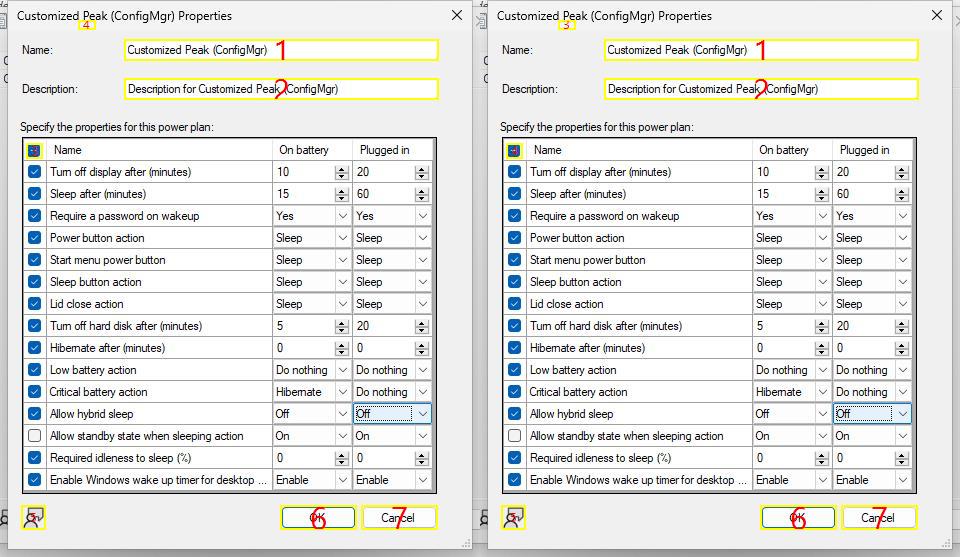 Customized Peak (ConfigMgr) Properties
4
Name: Customized Peak (ConfigMgr) 1
Description: Description for Customized Peak (ConfigMgr) 2
Specify the properties for this power plan:
Name On battery Plugged in
Turn off display after (minutes) 10 20
Sleep after (minutes) 15 60
Require a password on wakeup Yes Yes
Power button action Sleep Sleep
Start menu power button Sleep Sleep
Sleep button action Sleep Sleep
Lid close action Sleep Sleep
Turn off hard disk after (minutes) 5 20
Hibernate after (minutes) 0 0
Low battery action Do nothing Do nothing
Critical battery action Hibernate Do nothing
Allow hybrid sleep Off Off
Allow standby state when sleeping action On On
Required idleness to sleep (%) 0 0
Enable Windows wake up timer for desktop ... Enable Enable
OK 6 Cancel 7
Customized Peak (ConfigMgr) Properties
3
Name: Customized Peak (ConfigMgr) 1
Description: Description for Customized Peak (ConfigMgr) 2
Specify the properties for this power plan:
Name On battery Plugged in
Turn off display after (minutes) 10 20
Sleep after (minutes) 15 60
Require a password on wakeup Yes Yes
Power button action Sleep Sleep
Start menu power button Sleep Sleep
Sleep button action Sleep Sleep
Lid close action Sleep Sleep
Turn off hard disk after (minutes) 5 20
Hibernate after (minutes) 0 0
Low battery action Do nothing Do nothing
Critical battery action Hibernate Do nothing
Allow hybrid sleep Off Off
Allow standby state when sleeping action On On
Required idleness to sleep (%) 0 0
Enable Windows wake up timer for desktop ... Enable Enable
OK 6 Cancel 7